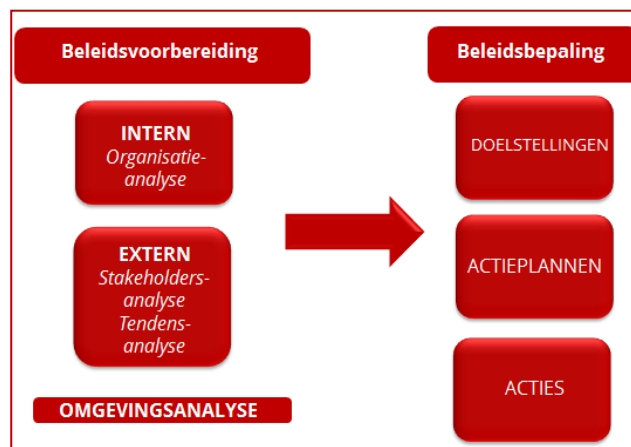 Beleidsvoorbereiding
INTERN
Organisatie-
analyse
EXTERN
Stakeholders-
analyse
Tendens-
analyse
OMGEVINGSANALYSE
Beleidsbepaling
DOELSTELLINGEN
ACTIEPLANNEN
ACTIES